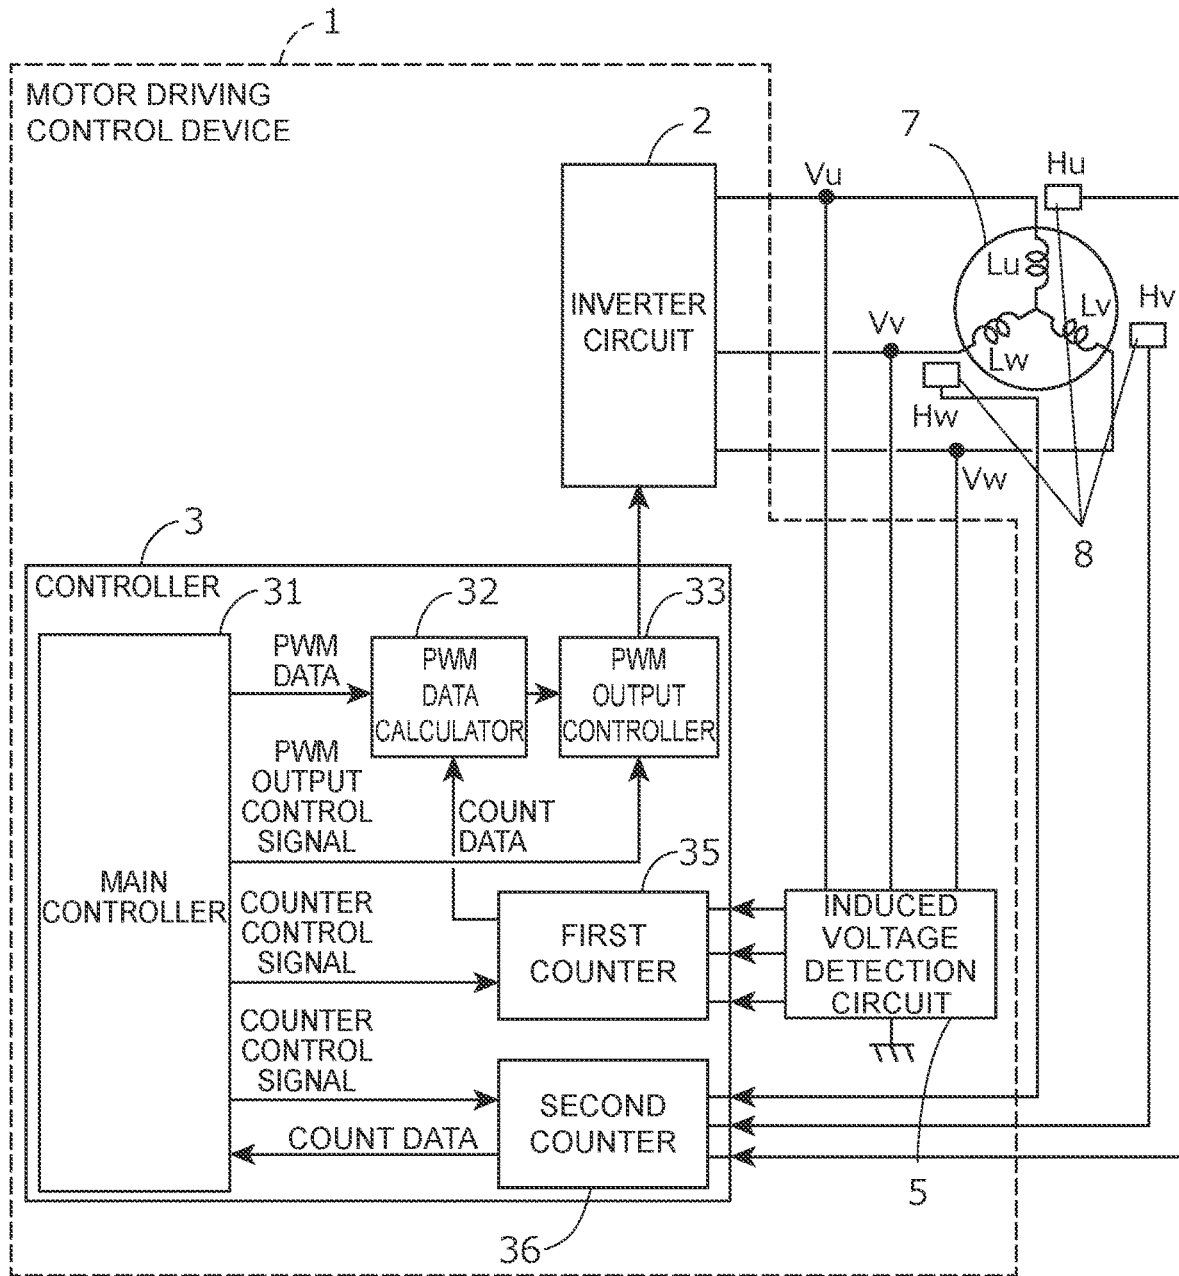 1
MOTOR DRIVING
CONTROL DEVICE
2
7
Vu
Hu
INVERTER
CIRCUIT
Lu
Lv
Hv
Vv
Lw
Hw
Vw
8
3
CONTROLLER
31
32
33
PWM
DATA
PWM
DATA
CALCULATOR
PWM
OUTPUT
CONTROLLER
PWM
OUTPUT
CONTROL
SIGNAL
COUNT
DATA
35
MAIN
CONTROLLER
COUNTER
CONTROL
SIGNAL
FIRST
COUNTER
INDUCED
VOLTAGE
DETECTION
CIRCUIT
COUNTER
CONTROL
SIGNAL
SECOND
COUNTER
COUNT DATA
5
36